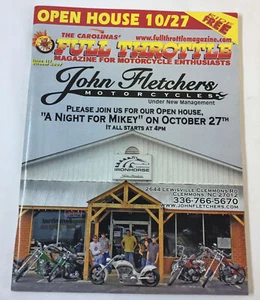 OPEN HOUSE 10/27
FREE
THE CAROLINAS'
www.fullthrottlemagazine.com
FULL THROTTLE
MAGAZINE FOR MOTORCYCLE ENTHUSIASTS
John Fletchers
MOTORCYCLES
Under New Management
PLEASE JOIN US FOR OUR OPEN HOUSE,
"A NIGHT FOR MIKEY" ON OCTOBER 27TH
IT ALL STARTS AT 4PM
IRONHORSE
2644 LEWISVILLE CLEMMONS RD
CLEMMONS, NC 27012
336-766-5670
WWW.JOHNFLETCHERS.COM